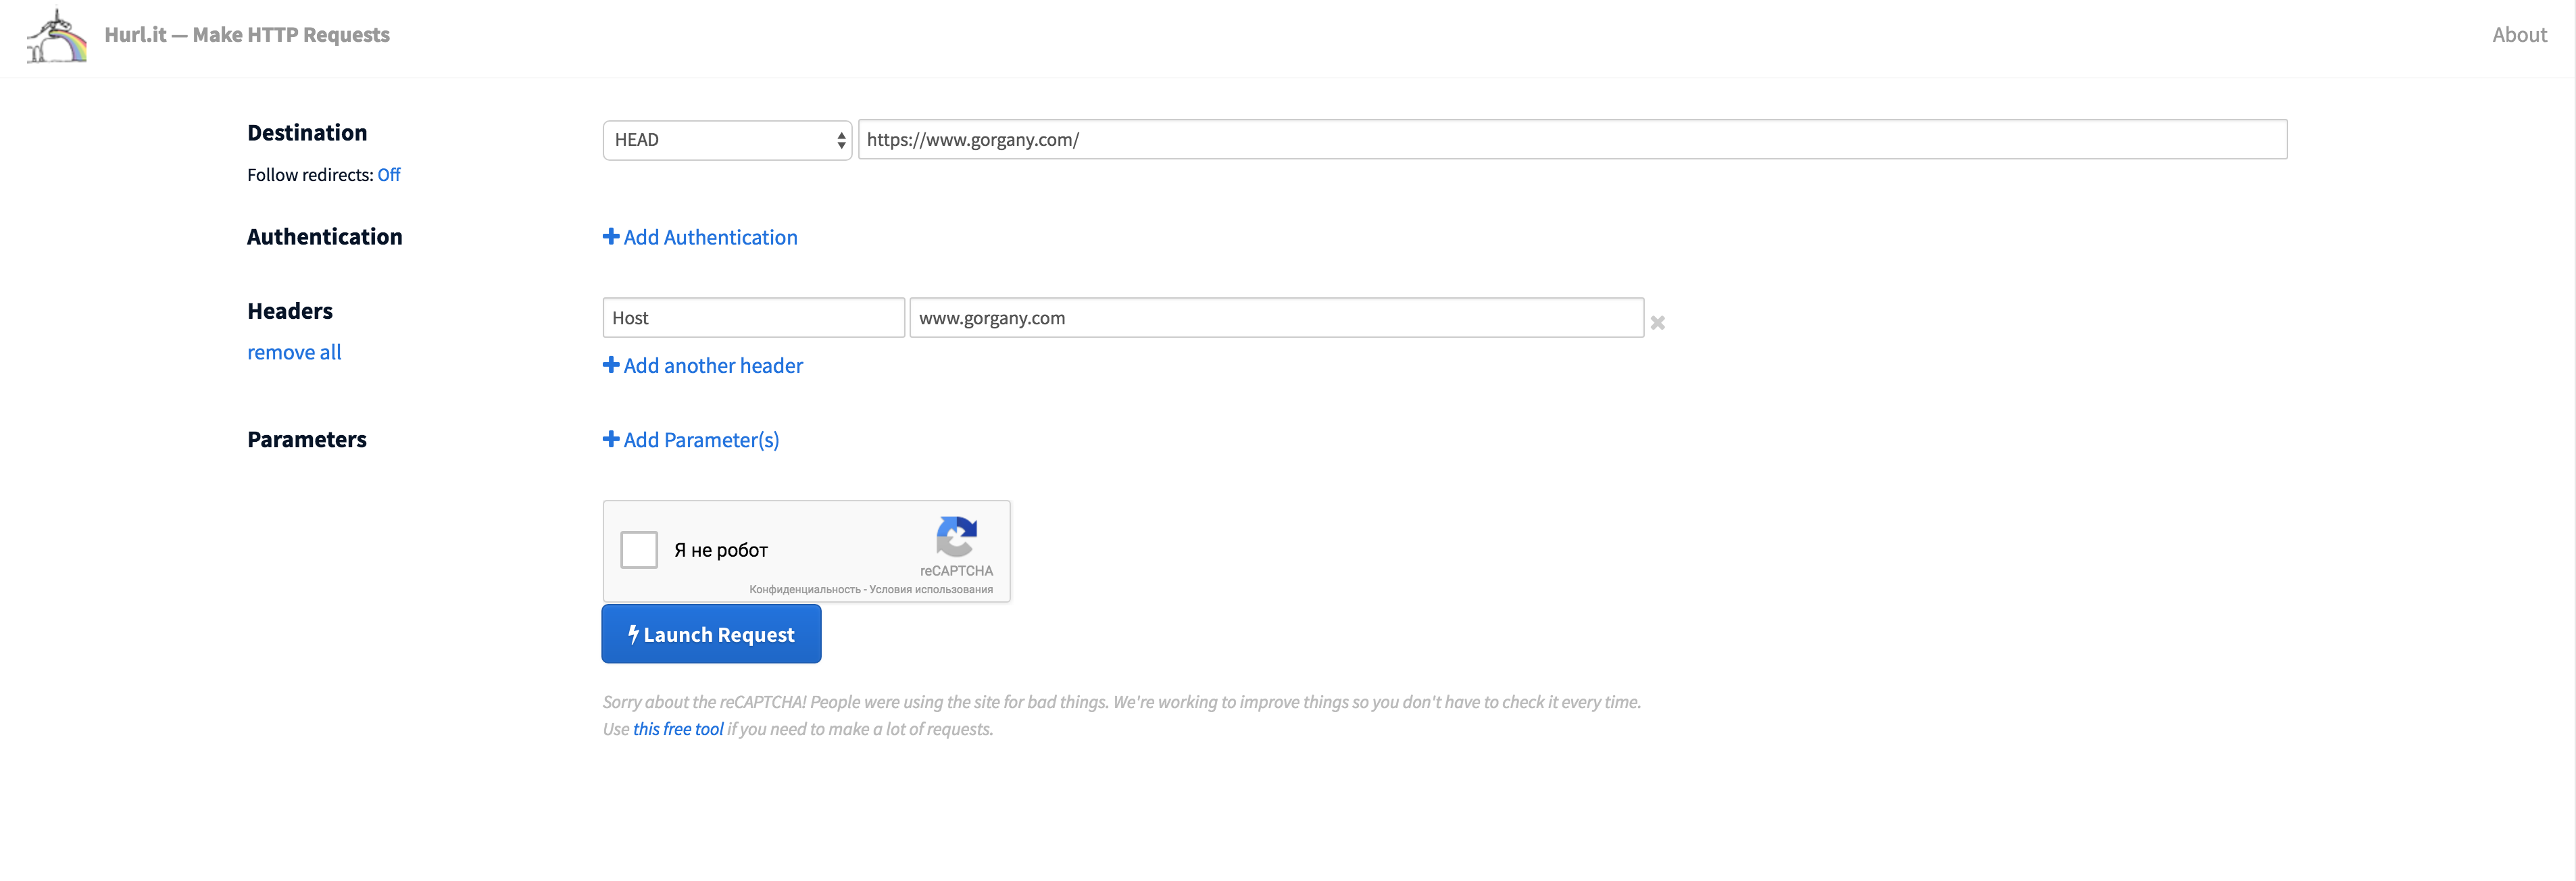 Hurl.it — Make HTTP Requests
About
Destination
HEAD
https://www.gorgany.com/
Follow redirects: Off
Authentication
Add Authentication
Headers
Host
www.gorgany.com
remove all
Add another header
Parameters
Add Parameter(s)
Я не робот
reCAPTCHA
Конфиденциальность - Условия использования
Launch Request
Sorry about the reCAPTCHA! People were using the site for bad things. We're working to improve things so you don't have to check it every time.
Use this free tool if you need to make a lot of requests.